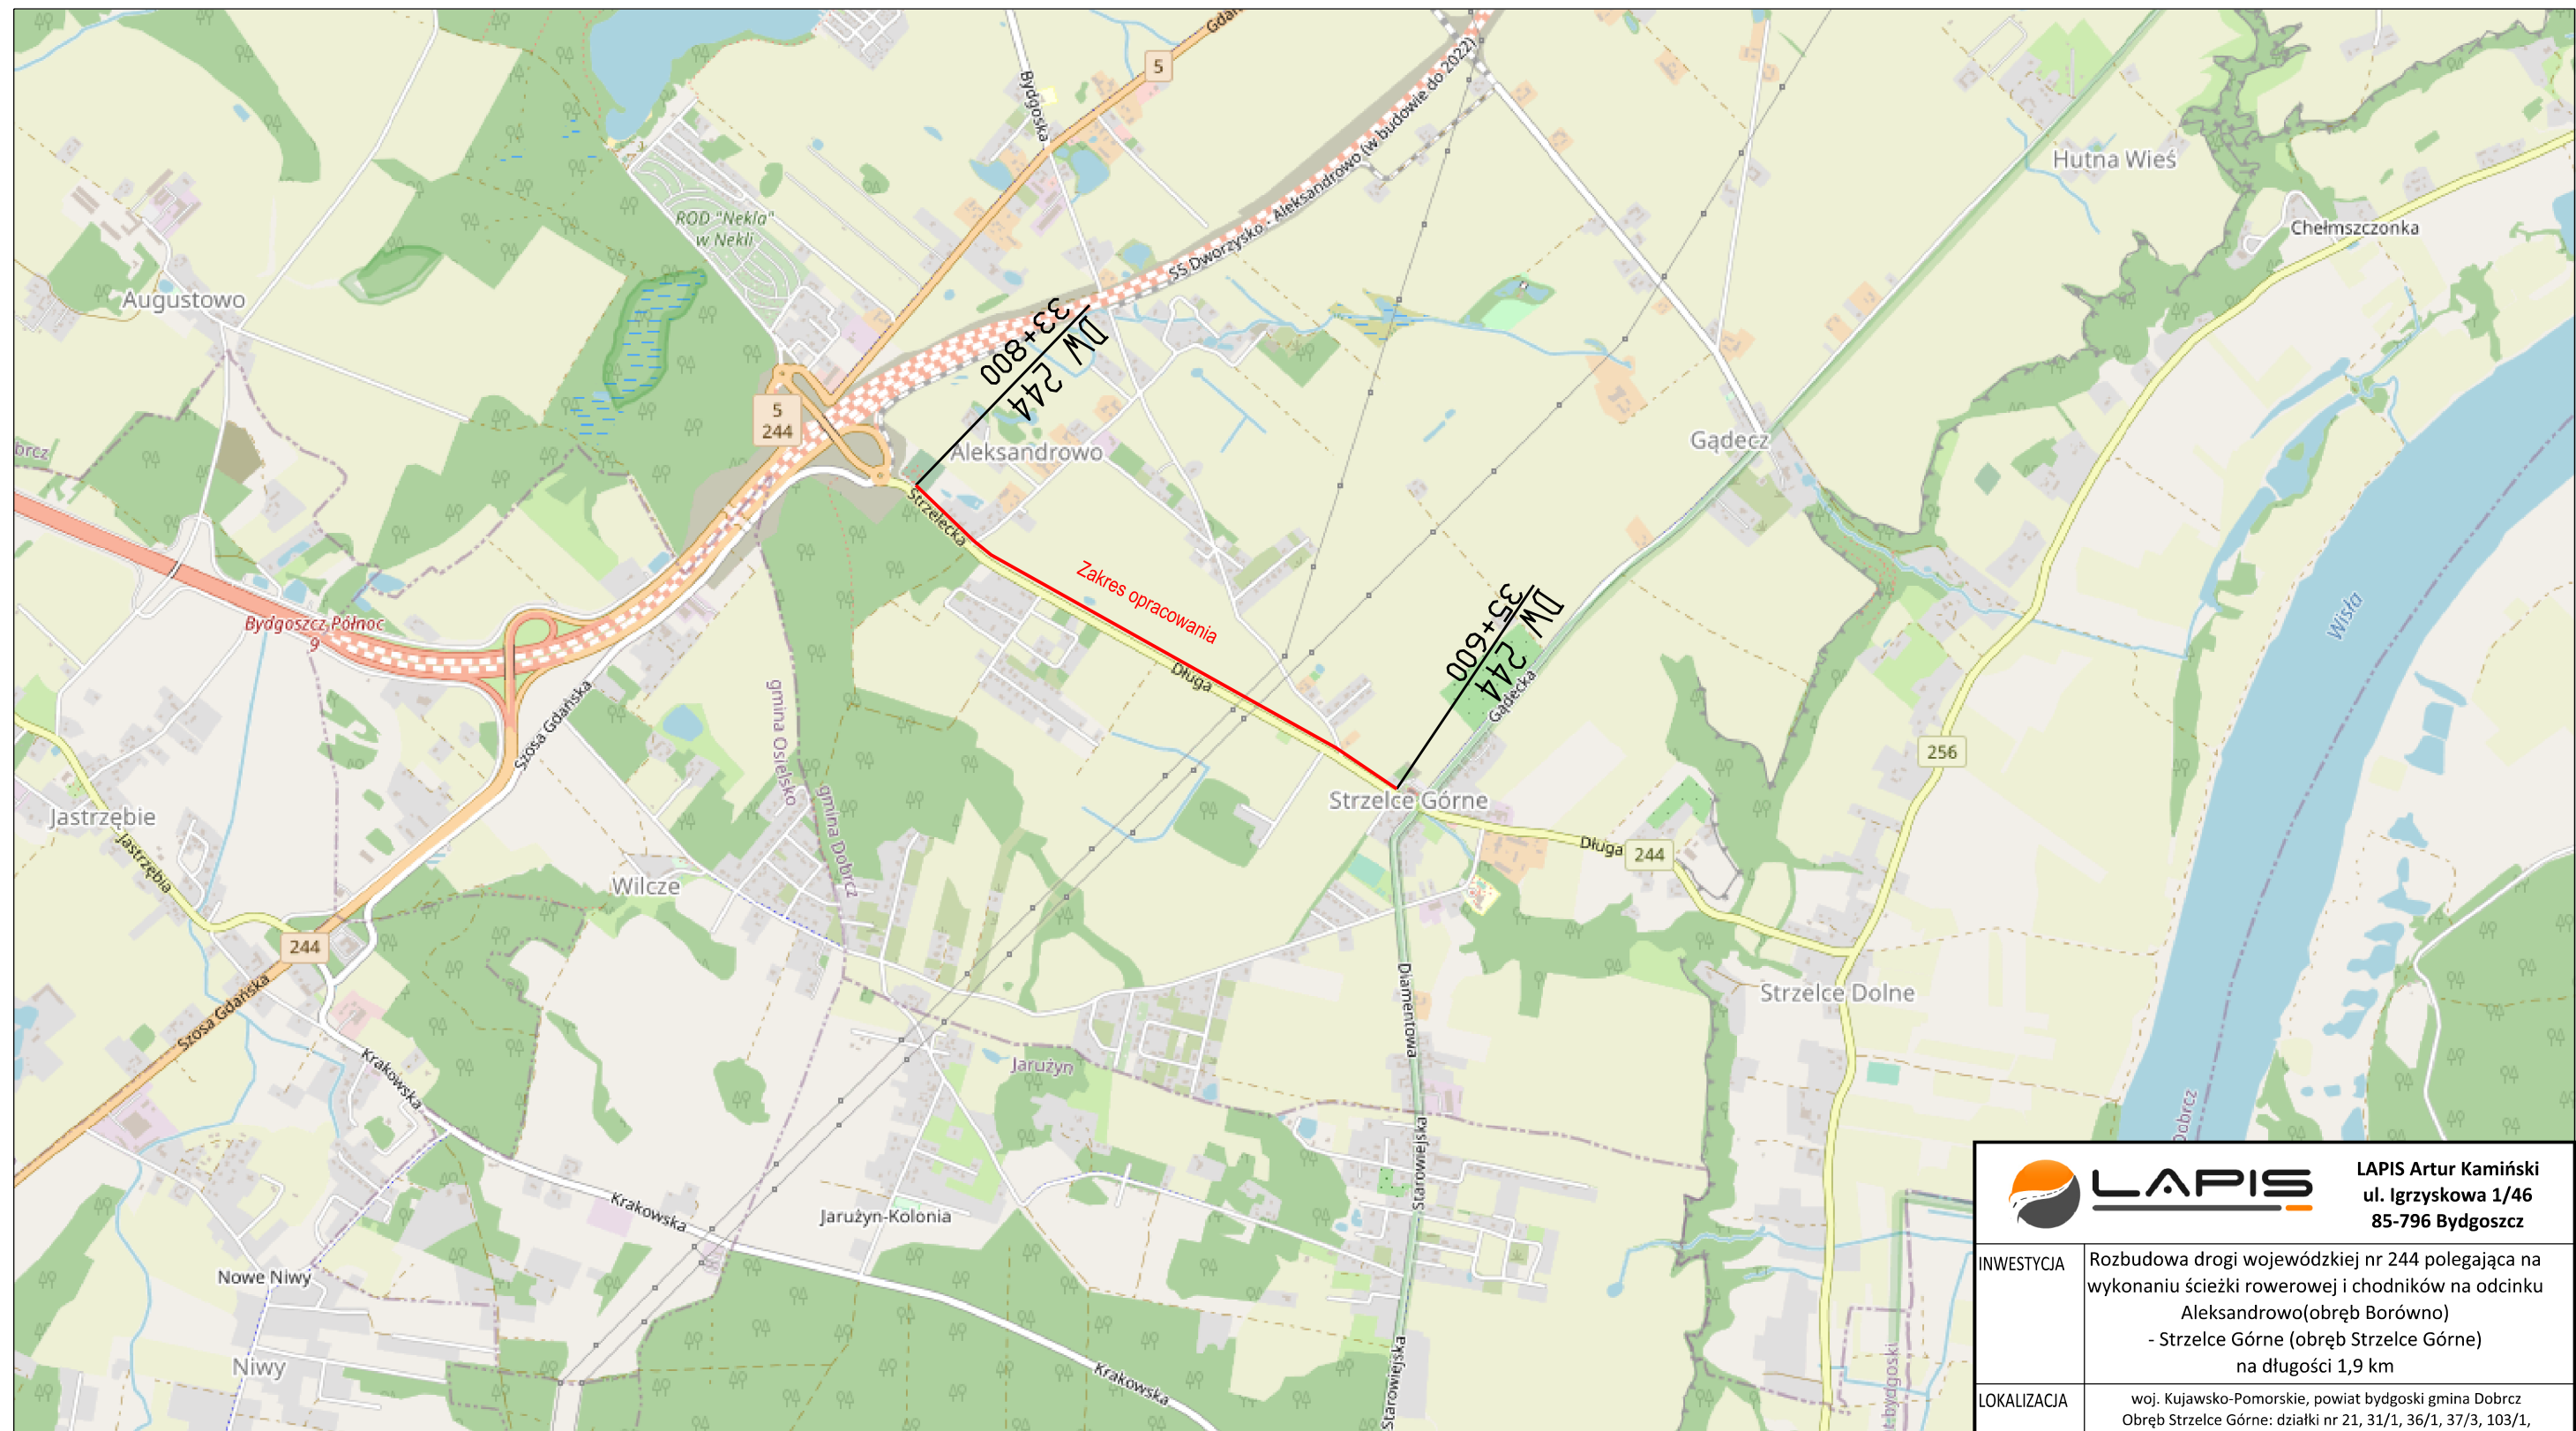 Gdań
5
Bydgoska
S5 Dworzysko - Aleksandrowo (w budowie do 2022)
Hutna Wieś
Chełmszczonka
ROD "Nekla"
w Nekli
Augustowo
33+800
DW 244
5
244
Aleksandrowo
Gądecz
brcz
Strzelecka
Zakres opracowania
35+600
DW 244
Bydgoszcz Północ
9
Długa
Gądecka
Wisła
Szosa Gdańska
gmina Osielsko
gmina Dobrcz
256
Jastrzębie
Jastrzębia
Strzelce Górne
Długa
244
Wilcze
244
Szosa Gdańska
Diamentowa
Strzelce Dolne
Krakowska
Jarużyn
Dobrcz
Starowiejska
Krakowska
Jarużyn-Kolonia
Nowe Niwy
Niwy
Krakowska
Starowiejska
t bydgoski
LAPIS
LAPIS Artur Kamiński
ul. Igrzyskowa 1/46
85-796 Bydgoszcz
INWESTYCJA
Rozbudowa drogi wojewódzkiej nr 244 polegająca na
wykonaniu ścieżki rowerowej i chodników na odcinku
Aleksandrowo(obręb Borówno)
- Strzelce Górne (obręb Strzelce Górne)
na długości 1,9 km
LOKALIZACJA
woj. Kujawsko-Pomorskie, powiat bydgoski gmina Dobrcz
Obręb Strzelce Górne: działki nr 21, 31/1, 36/1, 37/3, 103/1,